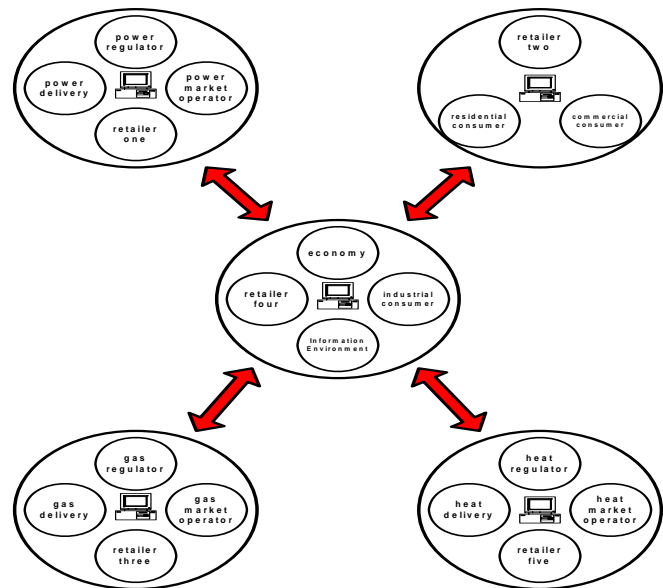 power
regulator
power
delivery
power
market
operator
retailer
one
retailer
two
residential
consumer
commercial
consumer
economy
retailer
four
industrial
consumer
Information
Environment
gas
regulator
gas
delivery
gas
market
operator
retailer
three
heat
regulator
heat
delivery
heat
market
operator
retailer
five